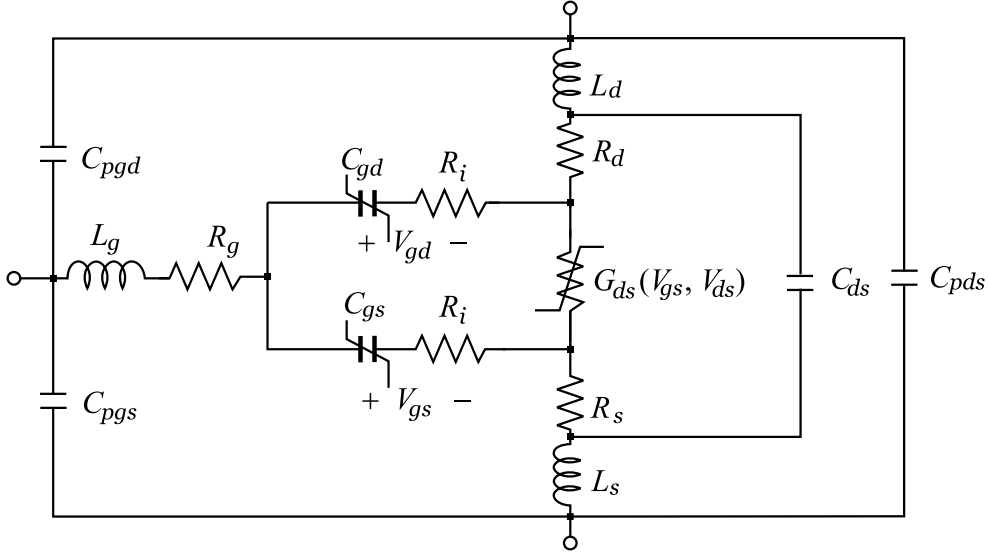 L_d
C_pgd
C_gd
R_i
R_d
L_g
R_g
+ V_gd −
G_ds(V_gs, V_ds)
C_ds
C_pds
C_gs
R_i
+ V_gs −
C_pgs
R_s
L_s